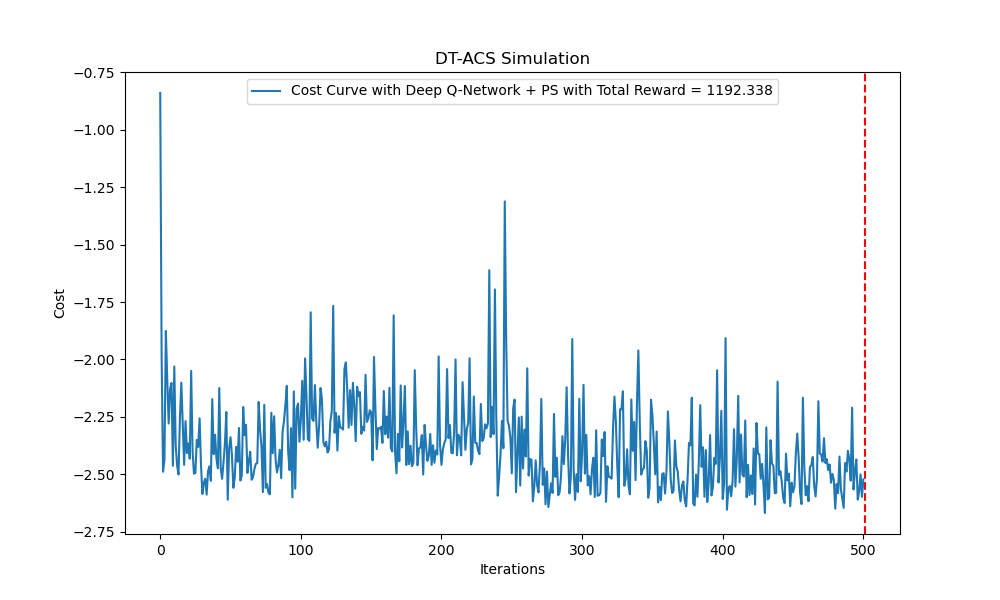 DT-ACS Simulation
Cost Curve with Deep Q-Network + PS with Total Reward = 1192.338
Cost
−0.75
−1.00
−1.25
−1.50
−1.75
−2.00
−2.25
−2.50
−2.75
0 100 200 300 400 500
Iterations